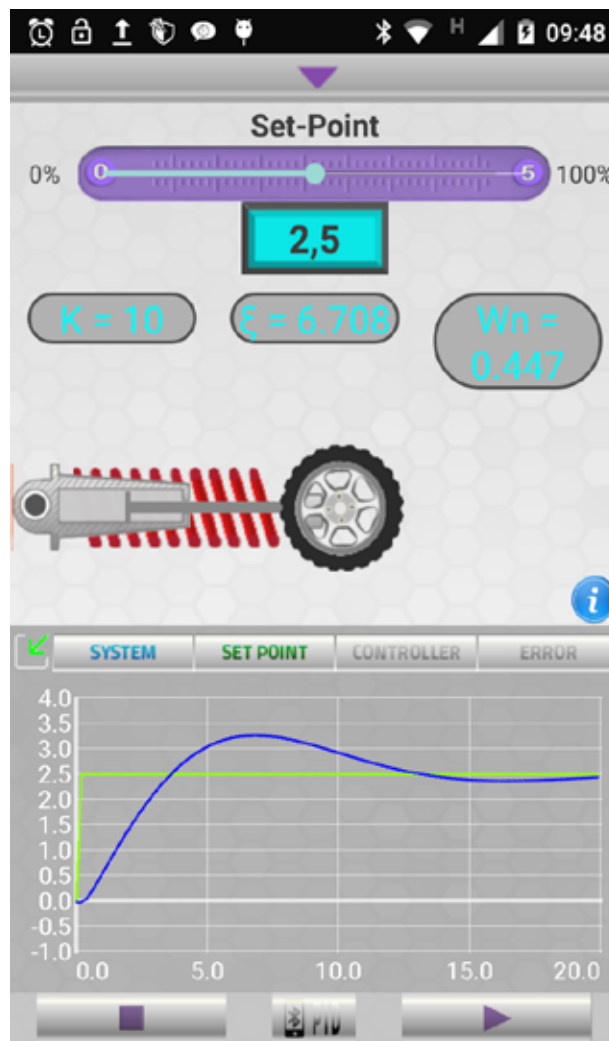 H 09:48
Set-Point
0% 0 5 100%
2,5
K = 10 ξ = 6.708 Wn =
0.447
i
SYSTEM SET POINT CONTROLLER ERROR
4.0
3.5
3.0
2.5
2.0
1.5
1.0
0.5
0.0
-0.5
-1.0
0.0 5.0 10.0 15.0 20.0
PID